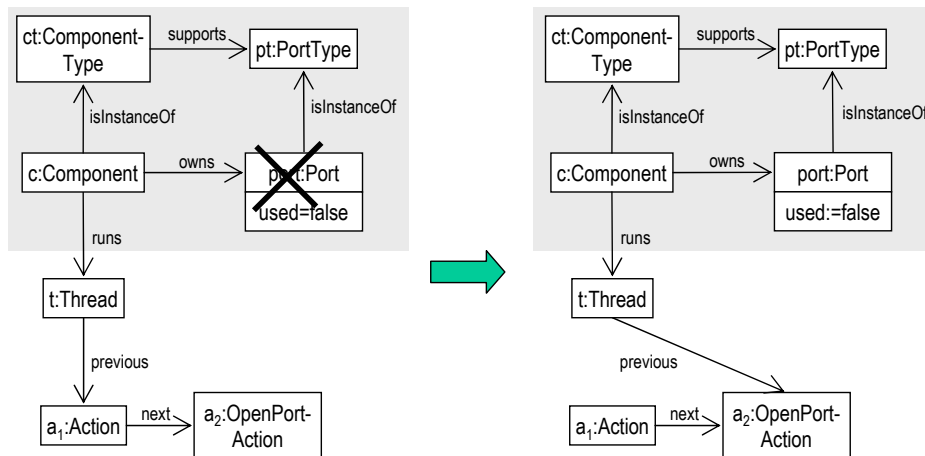 ct:Component-
Type
supports
pt:PortType
isInstanceOf
isInstanceOf
c:Component
owns
port:Port
used=false
runs
t:Thread
previous
a1:Action
next
a2:OpenPort-
Action
ct:Component-
Type
supports
pt:PortType
isInstanceOf
isInstanceOf
c:Component
owns
port:Port
used:=false
runs
t:Thread
previous
a1:Action
next
a2:OpenPort-
Action